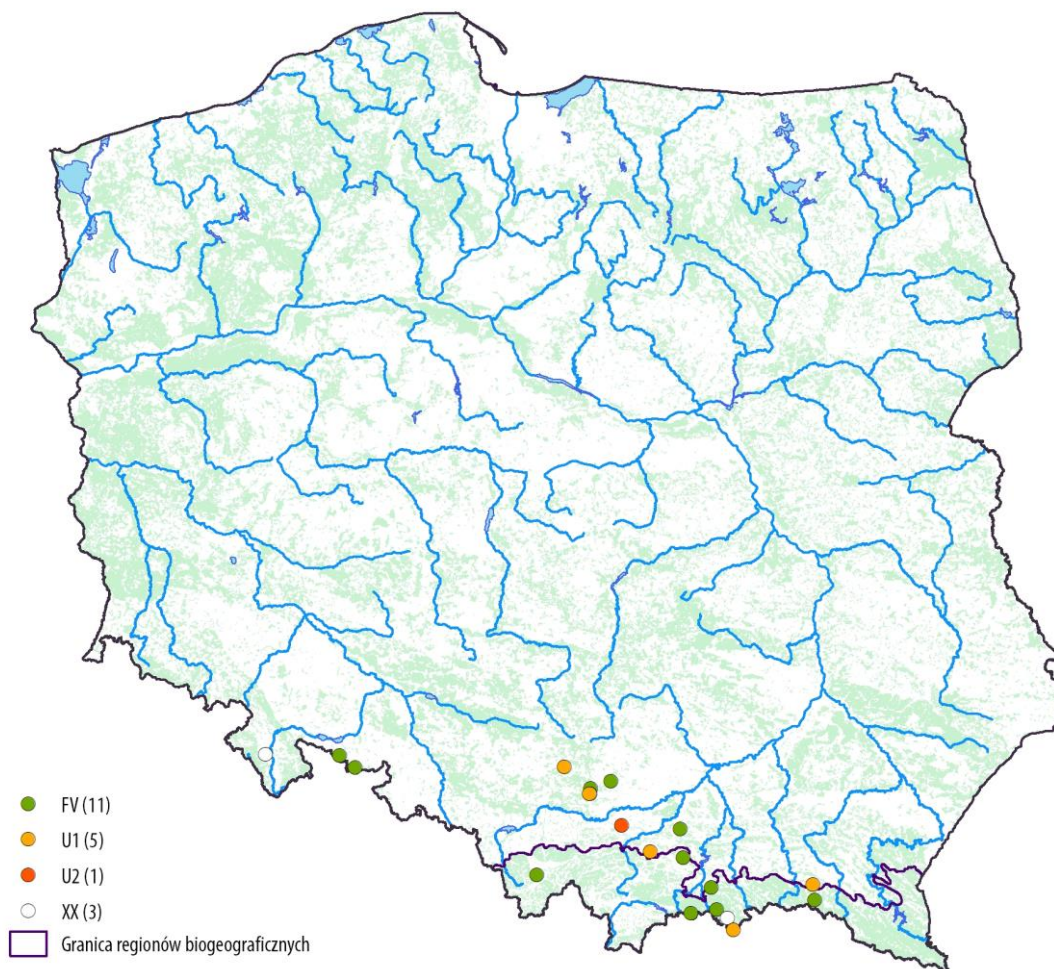 FV (11)
U1 (5)
U2 (1)
XX (3)
Granica regionów biogeograficznych